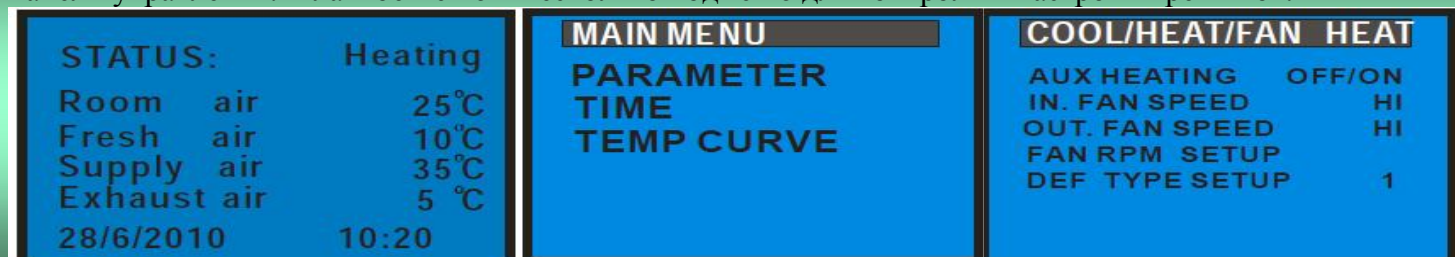 STATUS: Heating
Room air 25°C
Fresh air 10°C
Supply air 35°C
Exhaust air 5 °C
28/6/2010 10:20
MAIN MENU
PARAMETER
TIME
TEMP CURVE
COOL/HEAT/FAN HEAT
AUX HEATING OFF/ON
IN. FAN SPEED HI
OUT. FAN SPEED HI
FAN RPM SETUP
DEF TYPE SETUP 1